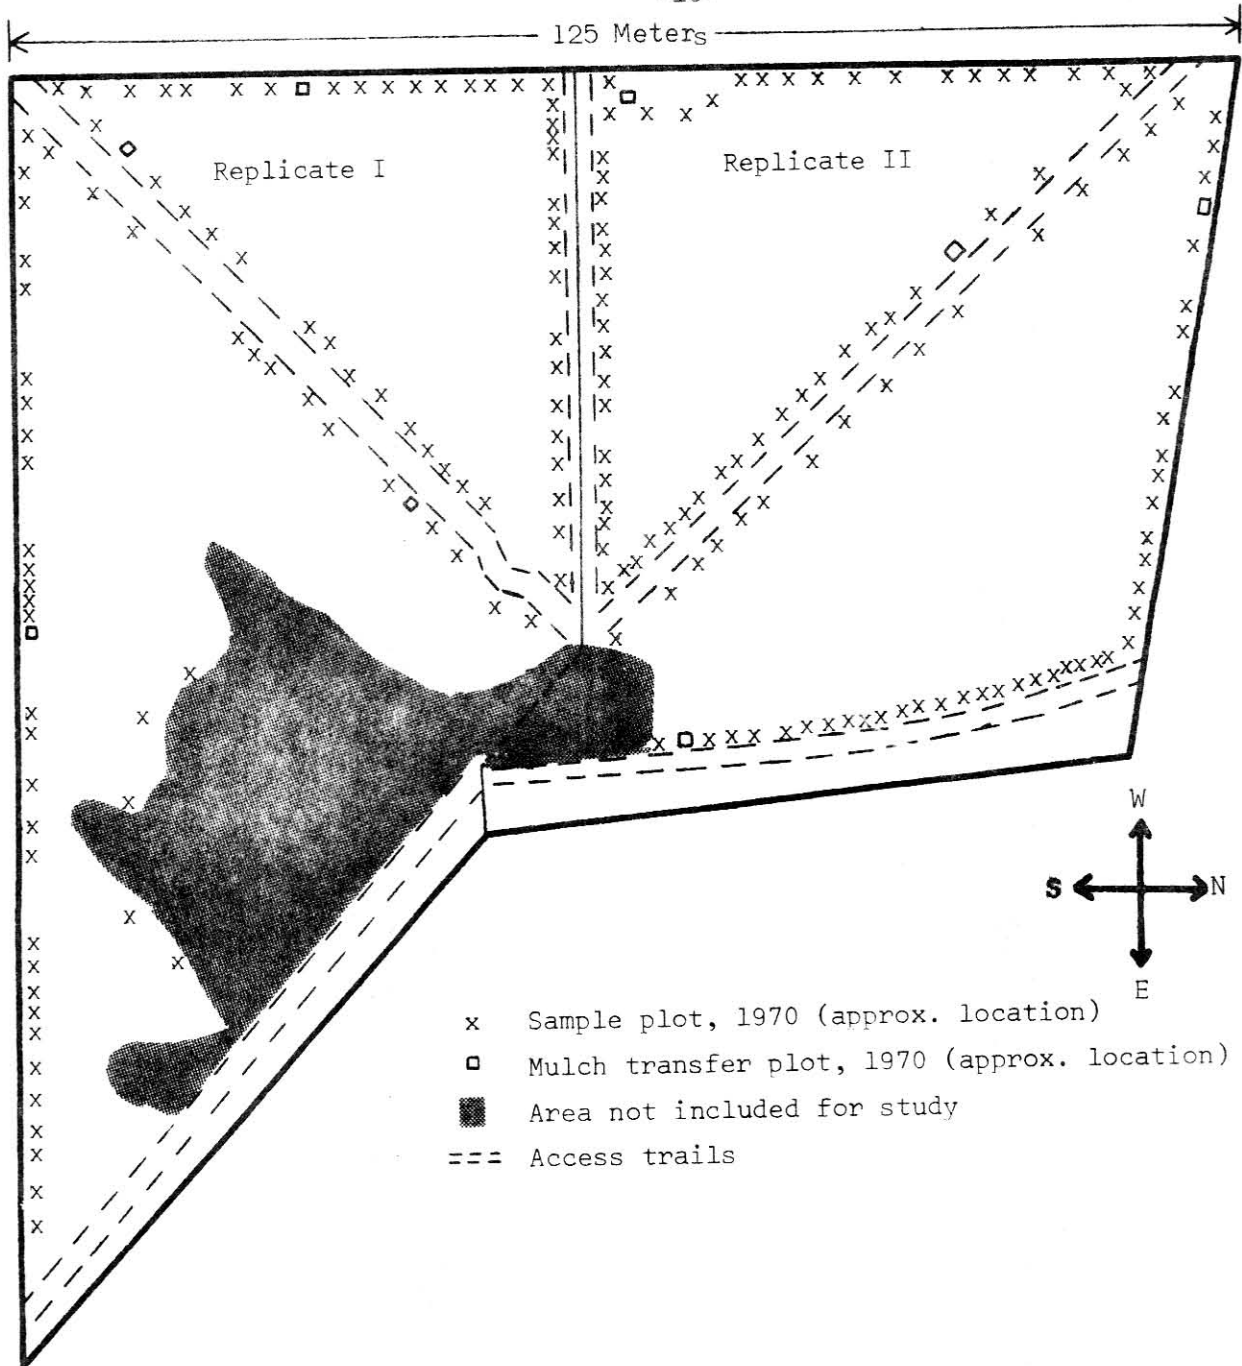 125 Meters
Replicate I
Replicate II
W
S
N
E
x Sample plot, 1970 (approx. location)
Mulch transfer plot, 1970 (approx. location)
Area not included for study
=== Access trails